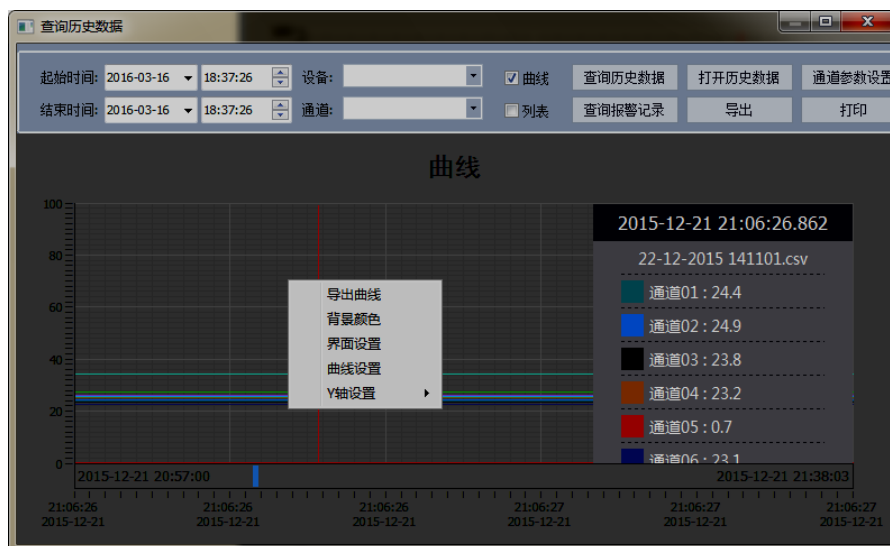 查询历史数据
起始时间: 2016-03-16 18:37:26 设备: 曲线 查询历史数据 打开历史数据 通道参数设置
结束时间: 2016-03-16 18:37:26 通道: 列表 查询报警记录 导出 打印
曲线
100
80
60
40
20
0
2015-12-21 21:06:26.862
22-12-2015 141101.csv
通道01 : 24.4
通道02 : 24.9
通道03 : 23.8
通道04 : 23.2
通道05 : 0.7
通道06 : 23.1
导出曲线
背景颜色
界面设置
曲线设置
Y轴设置
2015-12-21 20:57:00 2015-12-21 21:38:03
21:06:26 21:06:26 21:06:26 21:06:27 21:06:27 21:06:27
2015-12-21 2015-12-21 2015-12-21 2015-12-21 2015-12-21 2015-12-21